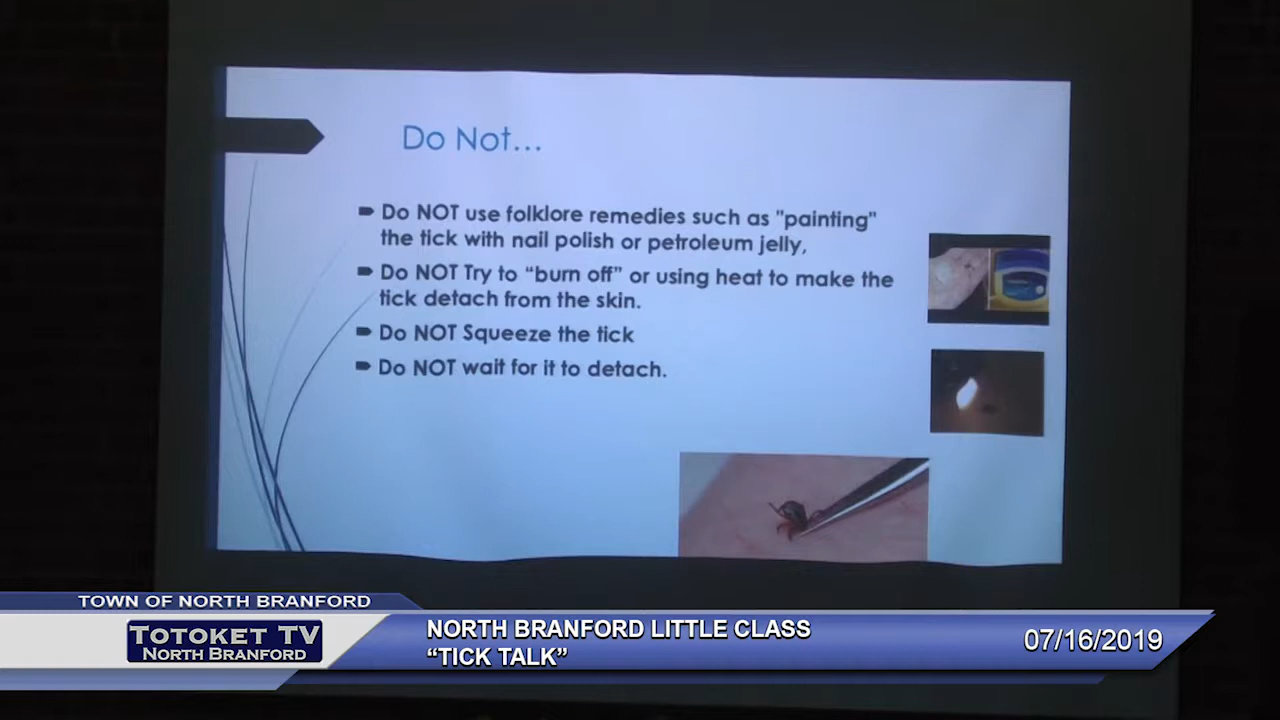 Do Not...
Do NOT use folklore remedies such as "painting"
the tick with nail polish or petroleum jelly,
Do NOT Try to “burn off” or using heat to make the
tick detach from the skin.
Do NOT Squeeze the tick
Do NOT wait for it to detach.
TOWN OF NORTH BRANFORD
TOTOKET TV
NORTH BRANFORD
NORTH BRANFORD LITTLE CLASS
“TICK TALK”
07/16/2019